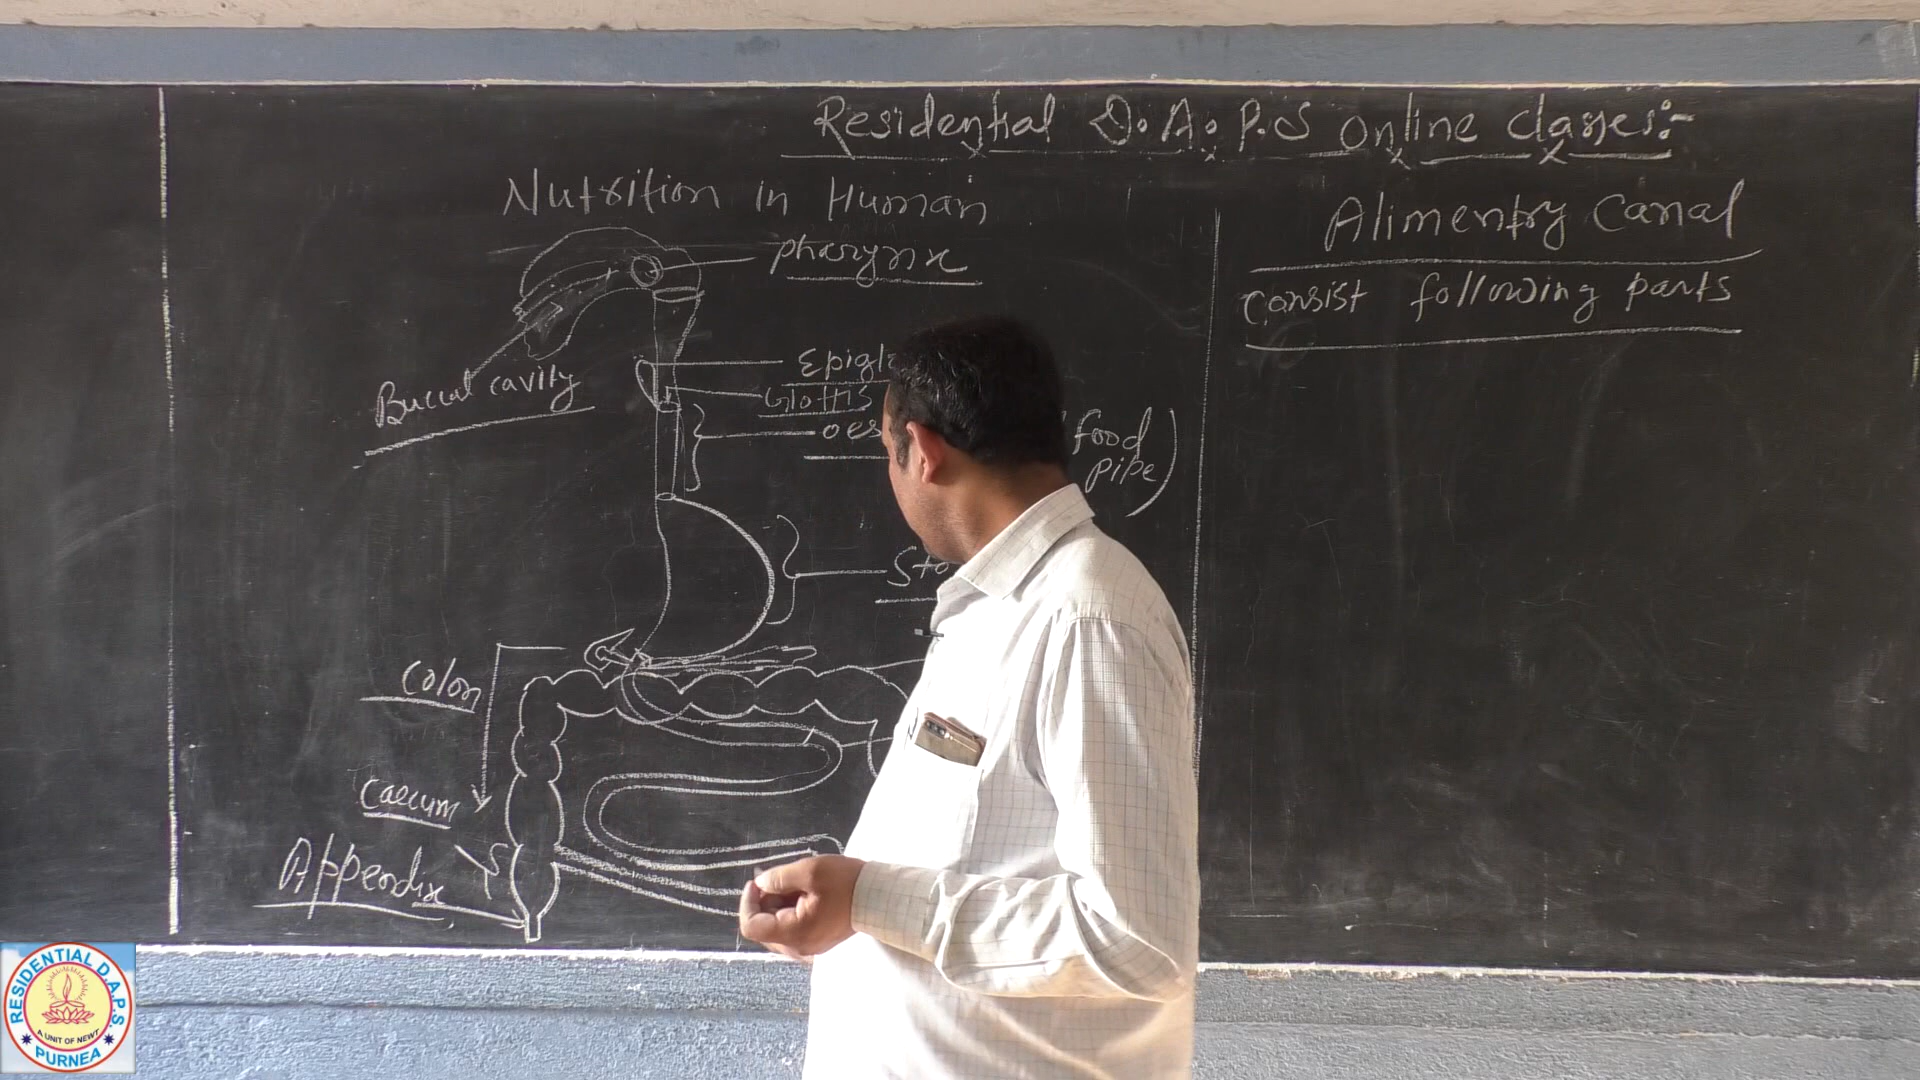 Residential D.A.P.S online classes:-
Nutrition in Human
pharynx
Buccal cavity
Epigl
Glottis
oes
food
pipe)
Sto
Colon
Caecum
Appendix
Alimentry Canal
Consist following parts
RESIDENTIAL D.A.P.S.
A UNIT OF NEWT
PURNEA